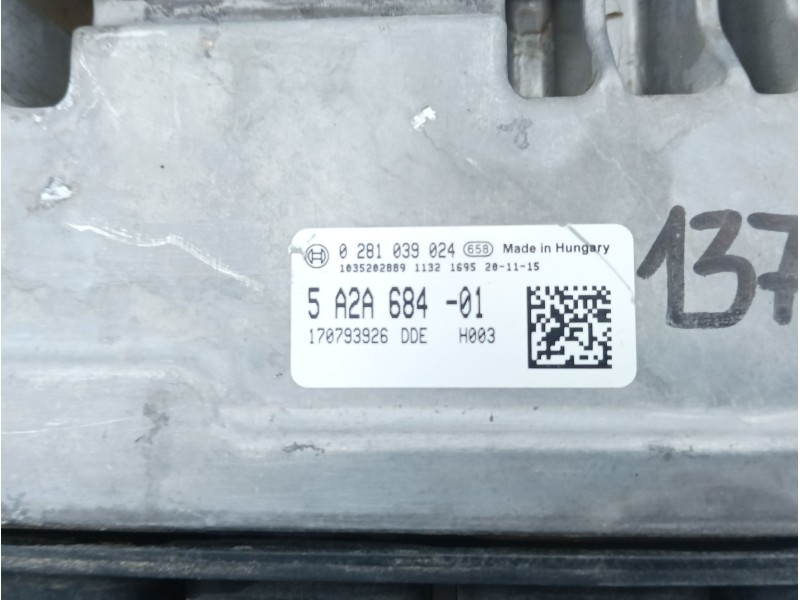 0 281 039 024 658 Made in Hungary
1035202889 1132 1695 20-11-15
5 A2A 684 -01
170793926 DDE H003
137